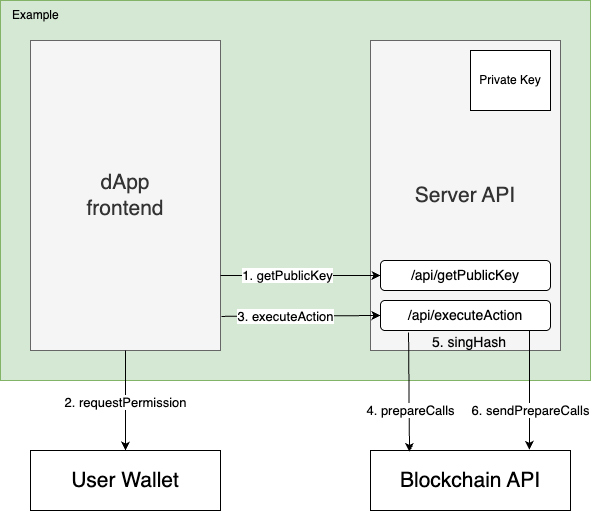 Example
Private Key
dApp
frontend
Server API
1. getPublicKey
/api/getPublicKey
3. executeAction
/api/executeAction
5. singHash
2. requestPermission
4. prepareCalls
6. sendPrepareCalls
User Wallet
Blockchain API